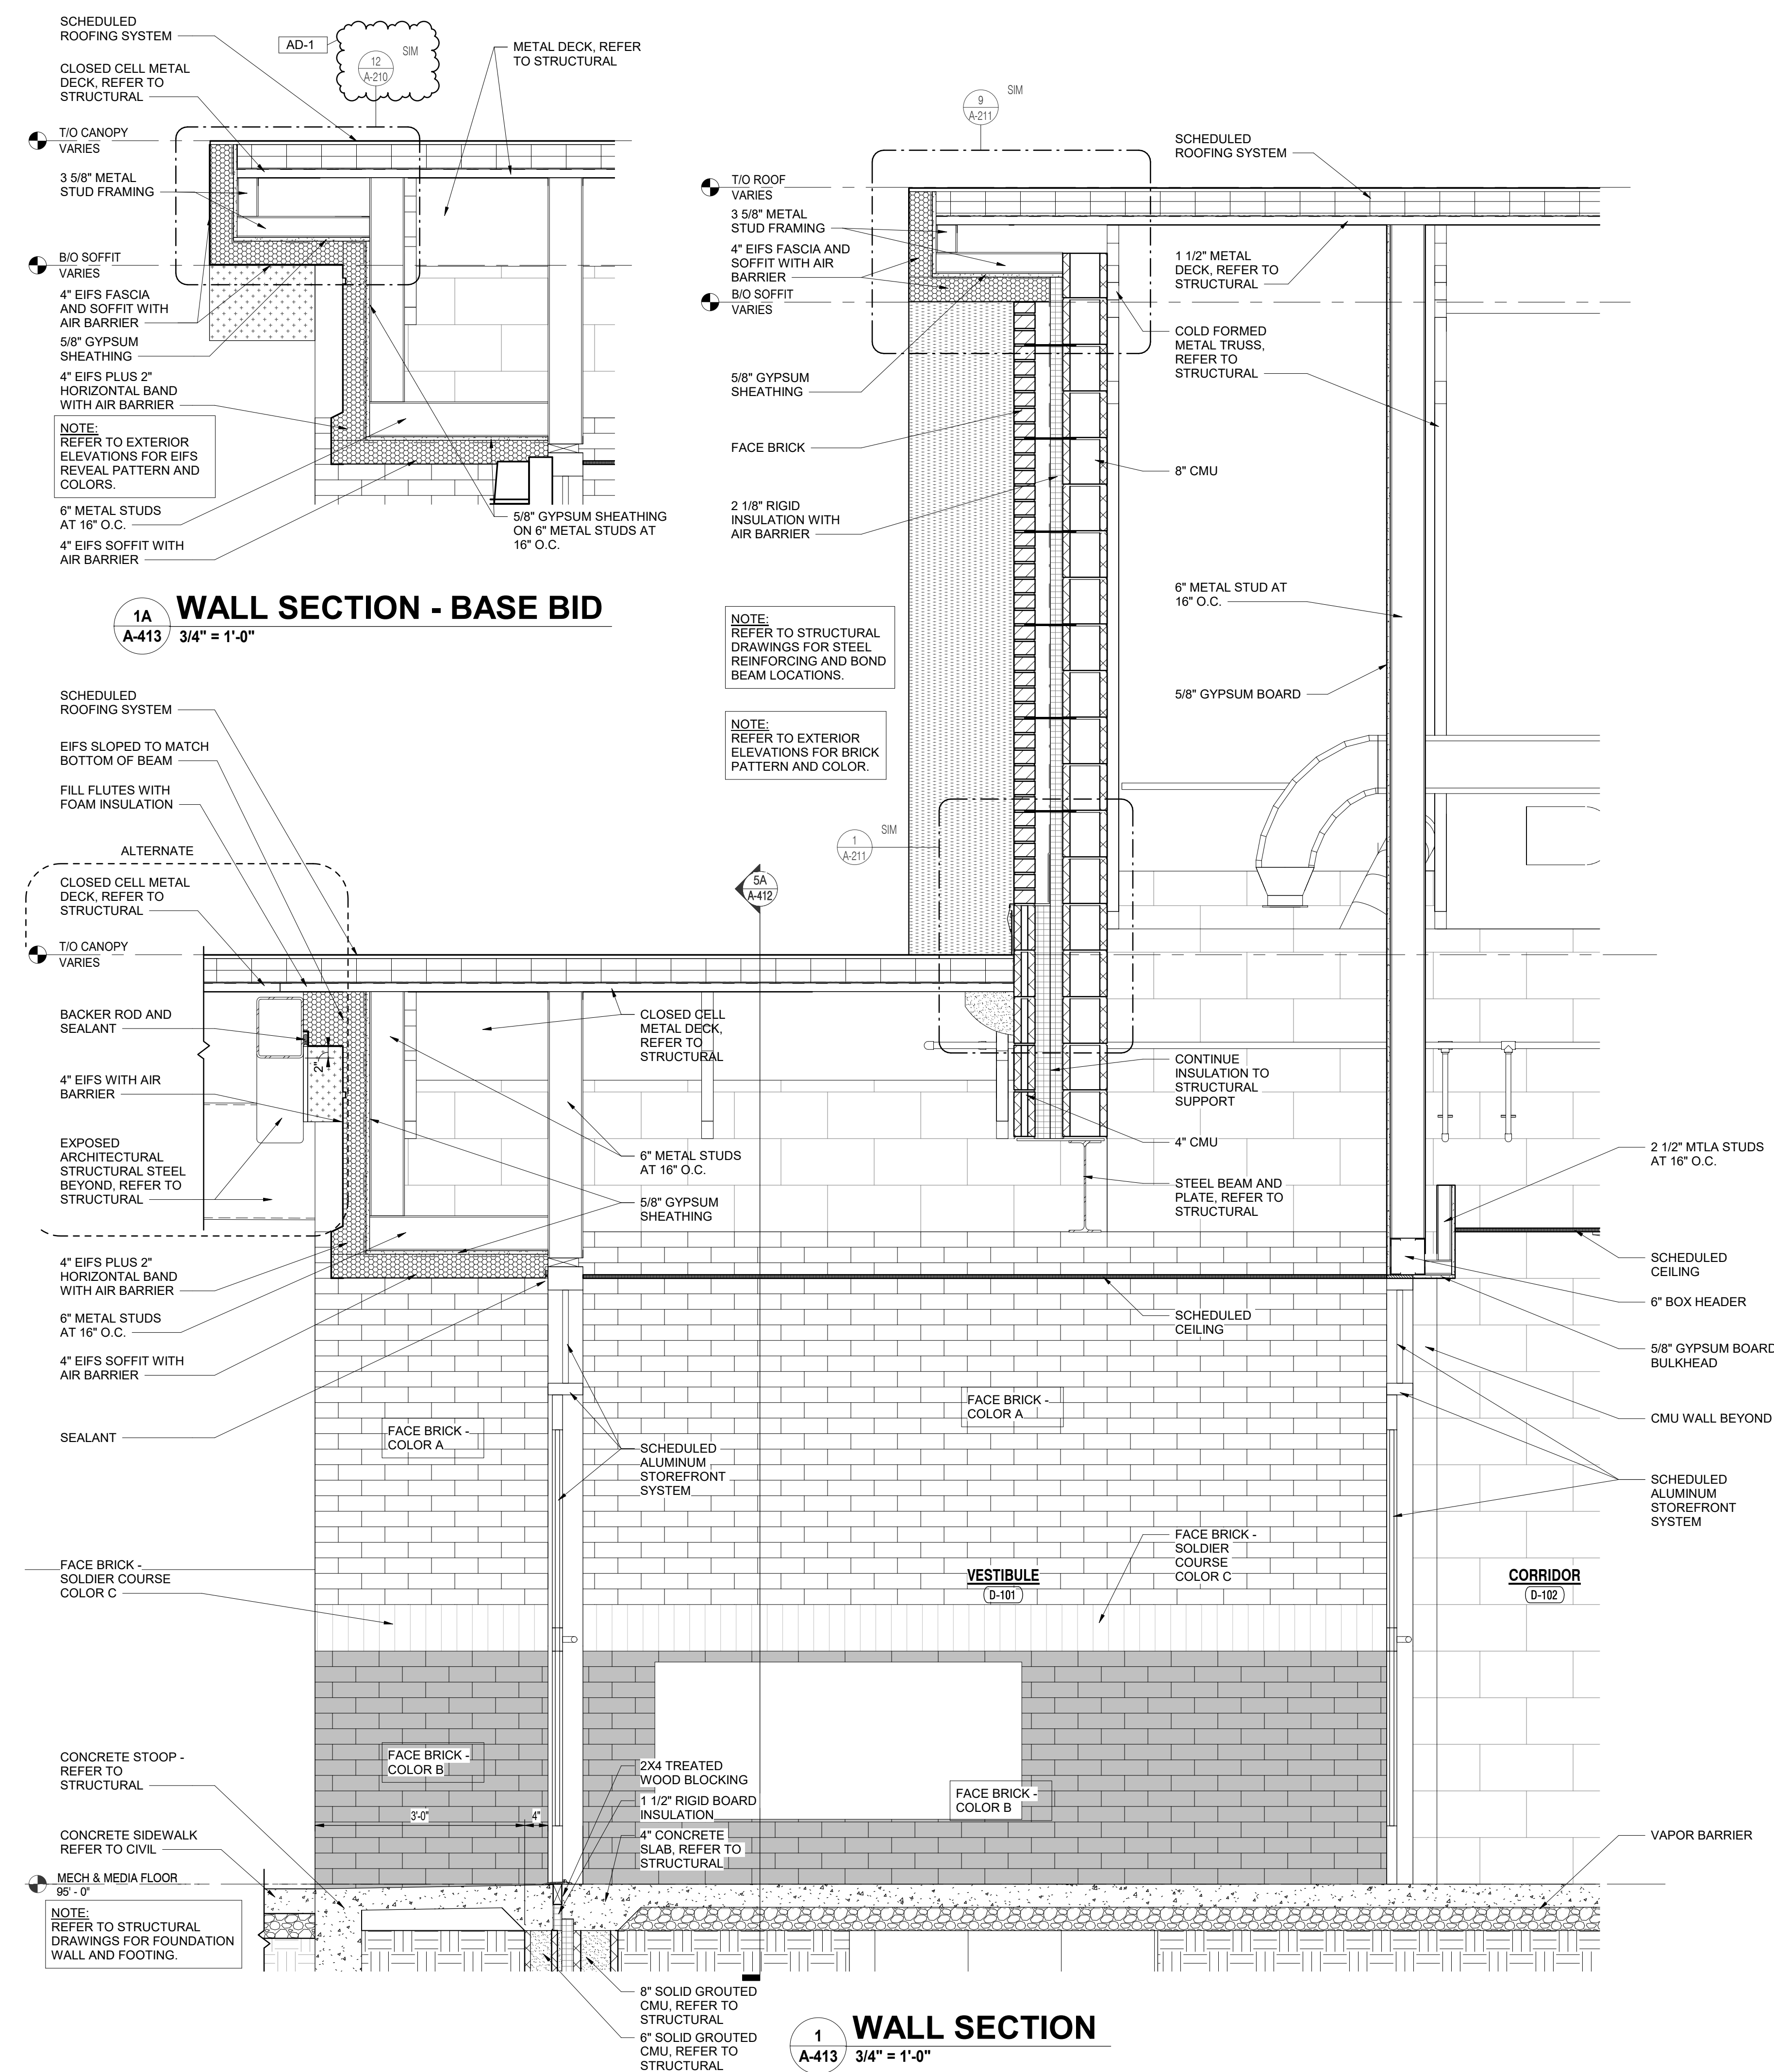 SCHEDULED
ROOFING SYSTEM
CLOSED CELL METAL
DECK, REFER TO
STRUCTURAL
T/O CANOPY
VARIES
3 5/8" METAL
STUD FRAMING
B/O SOFFIT
VARIES
4" EIFS FASCIA
AND SOFFIT WITH
AIR BARRIER
5/8" GYPSUM
SHEATHING
4" EIFS PLUS 2"
HORIZONTAL BAND
WITH AIR BARRIER
NOTE:
REFER TO EXTERIOR
ELEVATIONS FOR EIFS
REVEAL PATTERN AND
COLORS.
6" METAL STUDS
AT 16" O.C.
4" EIFS SOFFIT WITH
AIR BARRIER
AD-1
12
A-210
SIM
METAL DECK, REFER
TO STRUCTURAL
5/8" GYPSUM SHEATHING
ON 6" METAL STUDS AT
16" O.C.
1A
A-413
WALL SECTION - BASE BID
3/4" = 1'-0"
9
A-211
SIM
T/O ROOF
VARIES
3 5/8" METAL
STUD FRAMING
4" EIFS FASCIA AND
SOFFIT WITH AIR
BARRIER
B/O SOFFIT
VARIES
5/8" GYPSUM
SHEATHING
FACE BRICK
2 1/8" RIGID
INSULATION WITH
AIR BARRIER
NOTE:
REFER TO STRUCTURAL
DRAWINGS FOR STEEL
REINFORCING AND BOND
BEAM LOCATIONS.
NOTE:
REFER TO EXTERIOR
ELEVATIONS FOR BRICK
PATTERN AND COLOR.
1
A-211
SIM
5A
A-412
SCHEDULED
ROOFING SYSTEM
1 1/2" METAL
DECK, REFER TO
STRUCTURAL
COLD FORMED
METAL TRUSS,
REFER TO
STRUCTURAL
8" CMU
6" METAL STUD AT
16" O.C.
5/8" GYPSUM BOARD
SCHEDULED
ROOFING SYSTEM
EIFS SLOPED TO MATCH
BOTTOM OF BEAM
FILL FLUTES WITH
FOAM INSULATION
ALTERNATE
CLOSED CELL METAL
DECK, REFER TO
STRUCTURAL
T/O CANOPY
VARIES
BACKER ROD AND
SEALANT
2"
4" EIFS WITH AIR
BARRIER
EXPOSED
ARCHITECTURAL
STRUCTURAL STEEL
BEYOND, REFER TO
STRUCTURAL
4" EIFS PLUS 2"
HORIZONTAL BAND
WITH AIR BARRIER
6" METAL STUDS
AT 16" O.C.
4" EIFS SOFFIT WITH
AIR BARRIER
SEALANT
FACE BRICK -
SOLDIER COURSE
COLOR C
CONCRETE STOOP -
REFER TO
STRUCTURAL
CONCRETE SIDEWALK
REFER TO CIVIL
MECH & MEDIA FLOOR
95' - 0"
NOTE:
REFER TO STRUCTURAL
DRAWINGS FOR FOUNDATION
WALL AND FOOTING.
CLOSED CELL
METAL DECK,
REFER TO
STRUCTURAL
6" METAL STUDS
AT 16" O.C.
5/8" GYPSUM
SHEATHING
CONTINUE
INSULATION TO
STRUCTURAL
SUPPORT
4" CMU
STEEL BEAM AND
PLATE, REFER TO
STRUCTURAL
SCHEDULED
CEILING
2 1/2" MTLA STUDS
AT 16" O.C.
SCHEDULED
CEILING
6" BOX HEADER
5/8" GYPSUM BOARD
BULKHEAD
CMU WALL BEYOND
SCHEDULED
ALUMINUM
STOREFRONT
SYSTEM
FACE BRICK -
COLOR A
FACE BRICK -
COLOR A
SCHEDULED
ALUMINUM
STOREFRONT
SYSTEM
FACE BRICK -
SOLDIER
COURSE
COLOR C
VESTIBULE
D-101
CORRIDOR
D-102
FACE BRICK -
COLOR B
3'-0"
4"
2X4 TREATED
WOOD BLOCKING
1 1/2" RIGID BOARD
INSULATION
4" CONCRETE
SLAB, REFER TO
STRUCTURAL
FACE BRICK -
COLOR B
VAPOR BARRIER
8" SOLID GROUTED
CMU, REFER TO
STRUCTURAL
6" SOLID GROUTED
CMU, REFER TO
STRUCTURAL
1
A-413
WALL SECTION
3/4" = 1'-0"